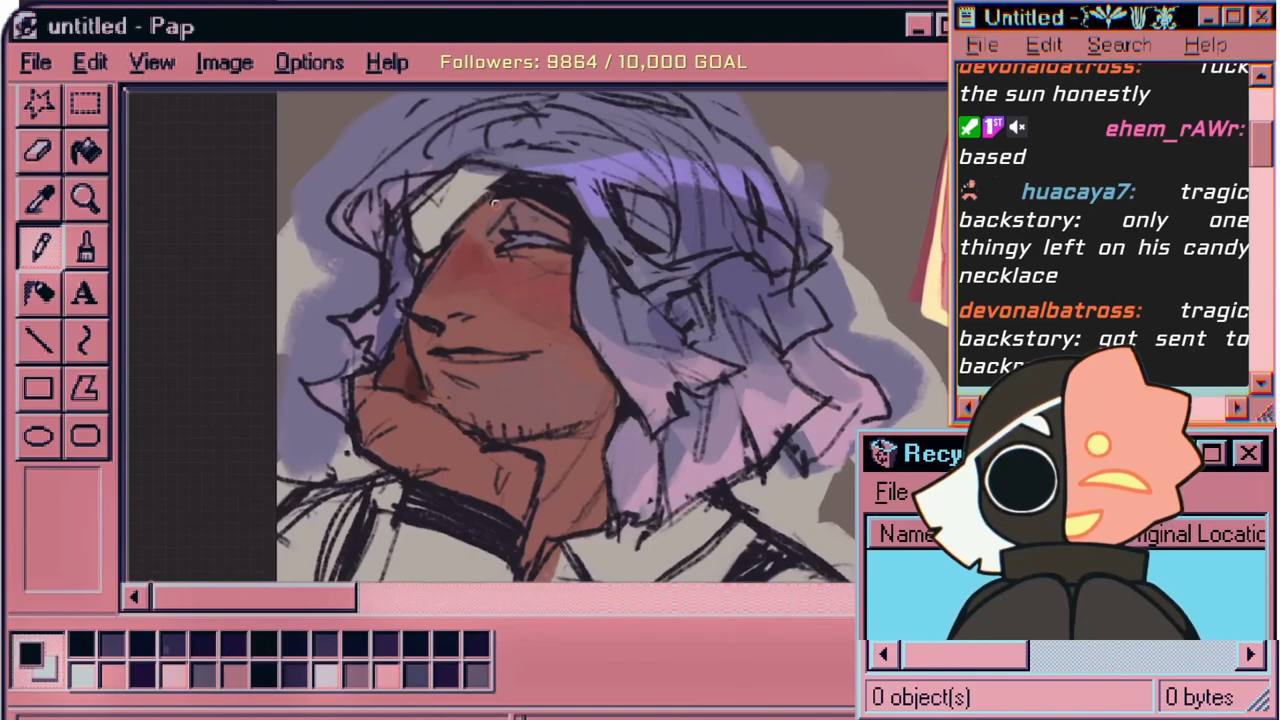 untitled - Pap
File Edit View Image Options Help
Followers: 9864 / 10,000 GOAL
A
Untitled -
File Edit Search Help
devonalbatross: fuck
the sun honestly
1ST ehem_rAWr:
based
huacaya7: tragic
backstory: only one
thingy left on his candy
necklace
devonalbatross: tragic
backstory: got sent to
Recy
File
Name
iginal Locatio
0 object(s) 0 bytes